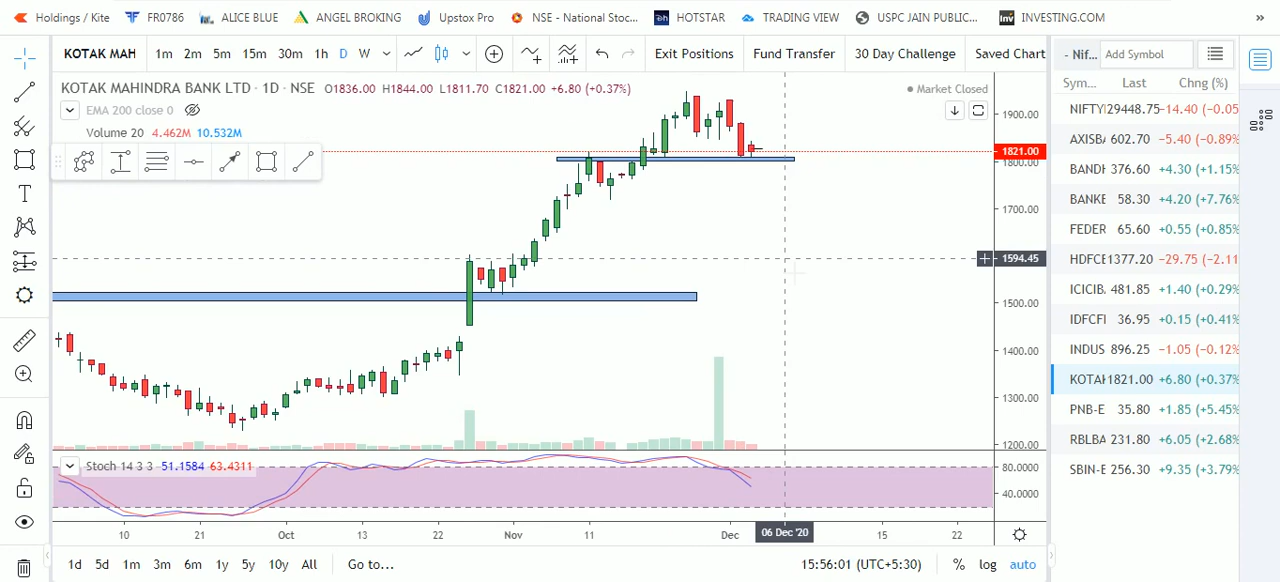 Holdings / Kite FR0786 ALICE BLUE ANGEL BROKING Upstox Pro NSE - National Stoc... HOTSTAR TRADING VIEW USPC JAIN PUBLIC... INVESTING.COM »
KOTAK MAH 1m 2m 5m 15m 30m 1h D W Exit Positions Fund Transfer 30 Day Challenge Saved Chart
- Nif... Add Symbol
KOTAK MAHINDRA BANK LTD · 1D · NSE O1836.00 H1844.00 L1811.70 C1821.00 +6.80 (+0.37%) Market Closed
EMA 200 close 0
Volume 20 4.462M 10.532M
1900.00
1821.00
1800.00
1700.00
1594.45
1500.00
1400.00
1300.00
1200.00
Stoch 14 3 3 51.1584 63.4311
80.0000
40.0000
10 21 Oct 13 22 Nov 11 Dec 06 Dec '20 15 22
1d 5d 1m 3m 6m 1y 5y 10y All Go to... 15:56:01 (UTC+5:30) % log auto
Sym... Last Chng (%)
NIFTY 29448.75 −14.40 (−0.05
AXISB 602.70 −5.40 (−0.89%
BANDH 376.60 +4.30 (+1.15%
BANKE 58.30 +4.20 (+7.76%
FEDER 65.60 +0.55 (+0.85%
HDFCE 1377.20 −29.75 (−2.11
ICICIB 481.85 +1.40 (+0.29%
IDFCFI 36.95 +0.15 (+0.41%
INDUS 896.25 −1.05 (−0.12%
KOTAK 1821.00 +6.80 (+0.37%
PNB-E 35.80 +1.85 (+5.45%
RBLBA 231.80 +6.05 (+2.68%
SBIN-E 256.30 +9.35 (+3.79%